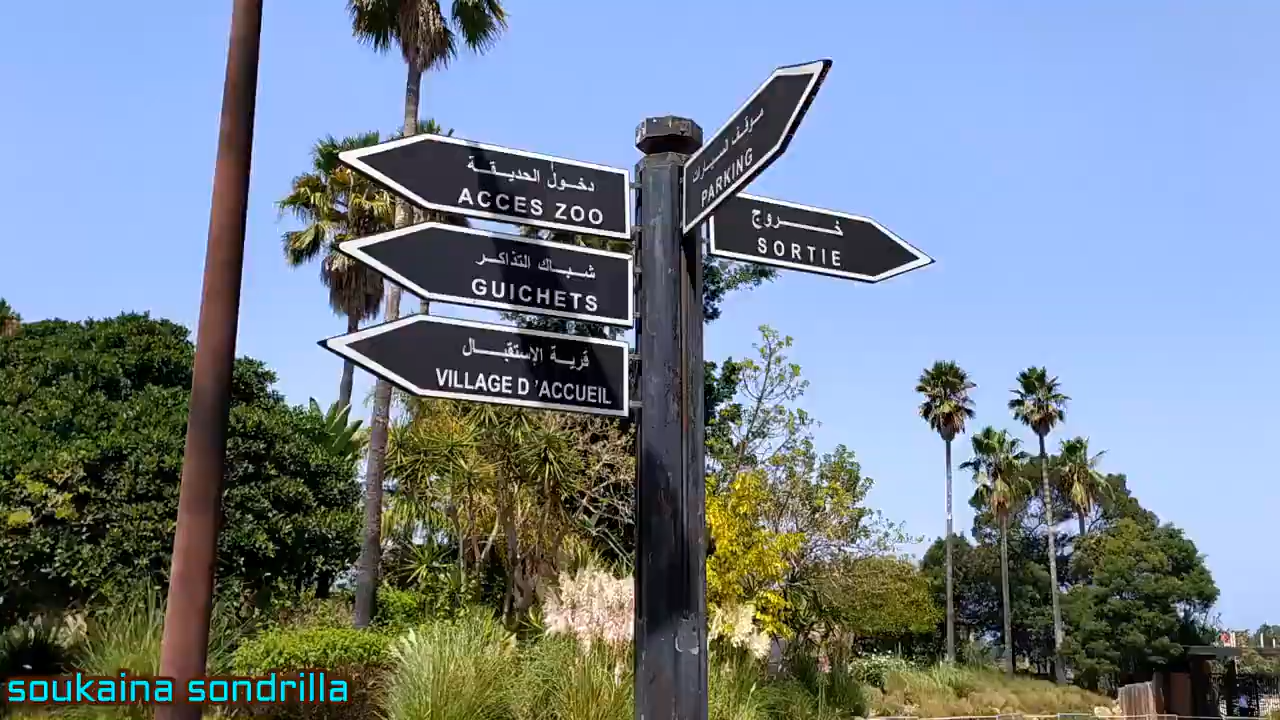 دخول الحديقة
ACCES ZOO
شباك التذاكر
GUICHETS
قرية الإستقبال
VILLAGE D 'ACCUEIL
موقف السيارات
PARKING
خروج
SORTIE
soukaina sondrilla